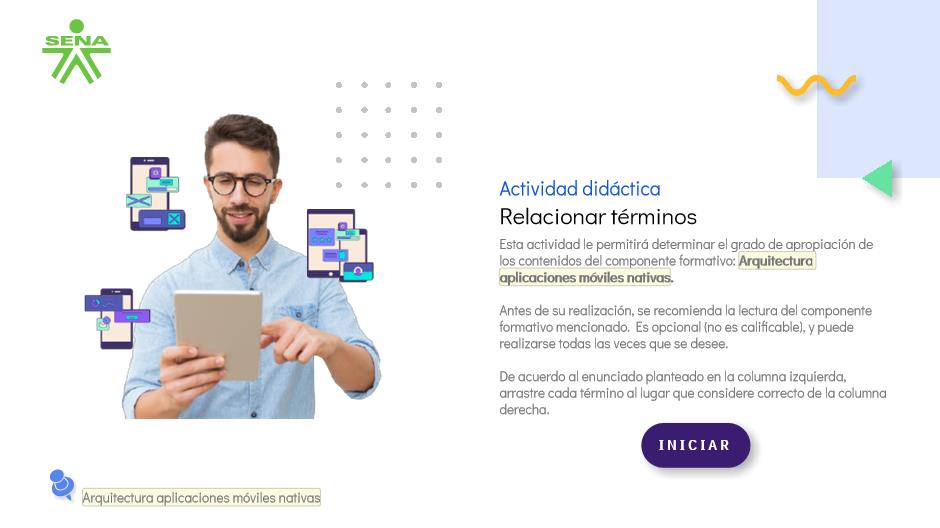 SENA
Actividad didáctica
Relacionar términos
Esta actividad le permitirá determinar el grado de apropiación de
los contenidos del componente formativo: Arquitectura
aplicaciones móviles nativas.
Antes de su realización, se recomienda la lectura del componente
formativo mencionado. Es opcional (no es calificable), y puede
realizarse todas las veces que se desee.
De acuerdo al enunciado planteado en la columna izquierda,
arrastre cada término al lugar que considere correcto de la columna
derecha.
INICIAR
Arquitectura aplicaciones móviles nativas